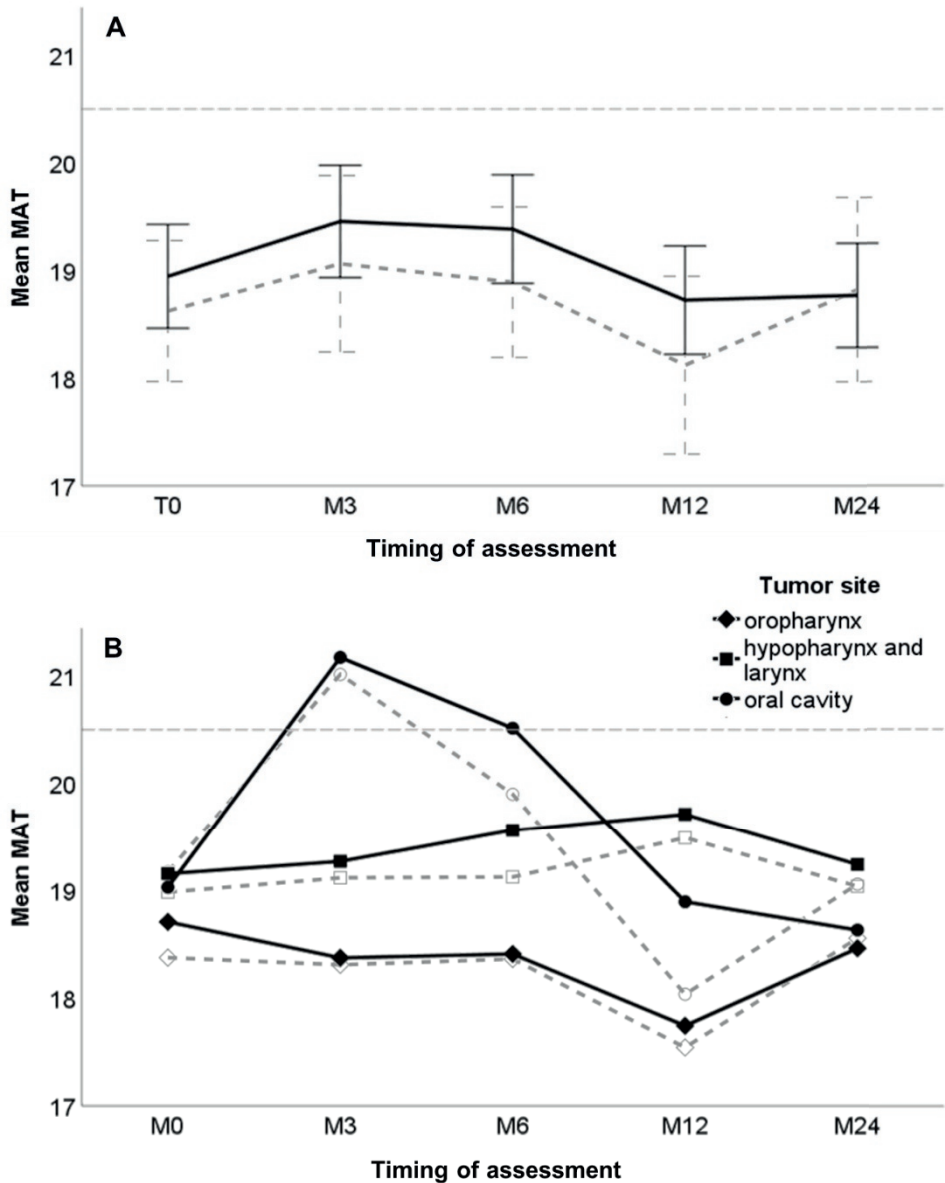 A
21
20
19
18
17
Mean MAT
T0 M3 M6 M12 M24
Timing of assessment
B
Tumor site
oropharynx
hypopharynx and
larynx
oral cavity
21
20
19
18
17
Mean MAT
M0 M3 M6 M12 M24
Timing of assessment